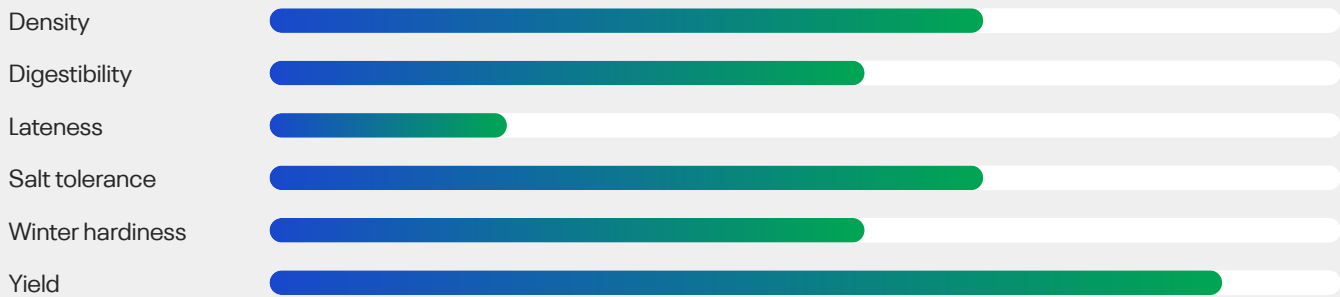 Density
Digestibility
Lateness
Salt tolerance
Winter hardiness
Yield